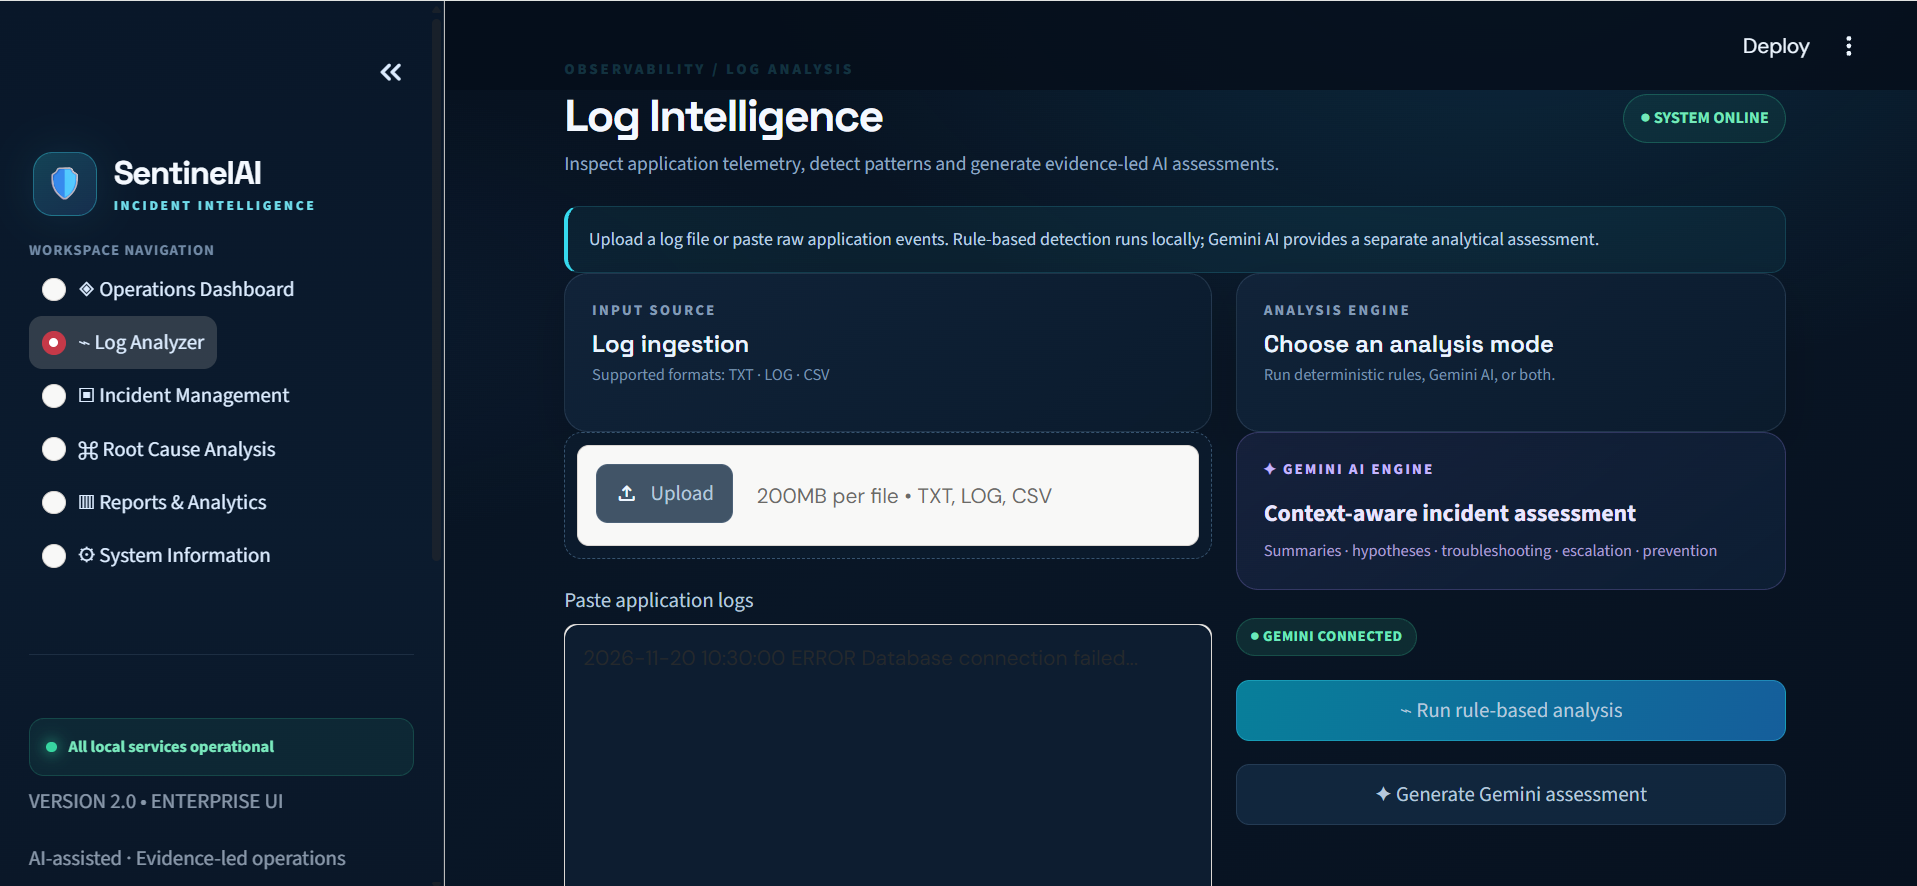 Deploy
SentinelAI
INCIDENT INTELLIGENCE
WORKSPACE NAVIGATION
Operations Dashboard
~ Log Analyzer
Incident Management
⌘ Root Cause Analysis
Reports & Analytics
System Information
All local services operational
VERSION 2.0 • ENTERPRISE UI
AI-assisted · Evidence-led operations
OBSERVABILITY / LOG ANALYSIS
Log Intelligence
SYSTEM ONLINE
Inspect application telemetry, detect patterns and generate evidence-led AI assessments.
Upload a log file or paste raw application events. Rule-based detection runs locally; Gemini AI provides a separate analytical assessment.
INPUT SOURCE
Log ingestion
Supported formats: TXT · LOG · CSV
Upload
200MB per file • TXT, LOG, CSV
Paste application logs
2026-11-20 10:30:00 ERROR Database connection failed...
ANALYSIS ENGINE
Choose an analysis mode
Run deterministic rules, Gemini AI, or both.
✦ GEMINI AI ENGINE
Context-aware incident assessment
Summaries · hypotheses · troubleshooting · escalation · prevention
GEMINI CONNECTED
~ Run rule-based analysis
✦ Generate Gemini assessment